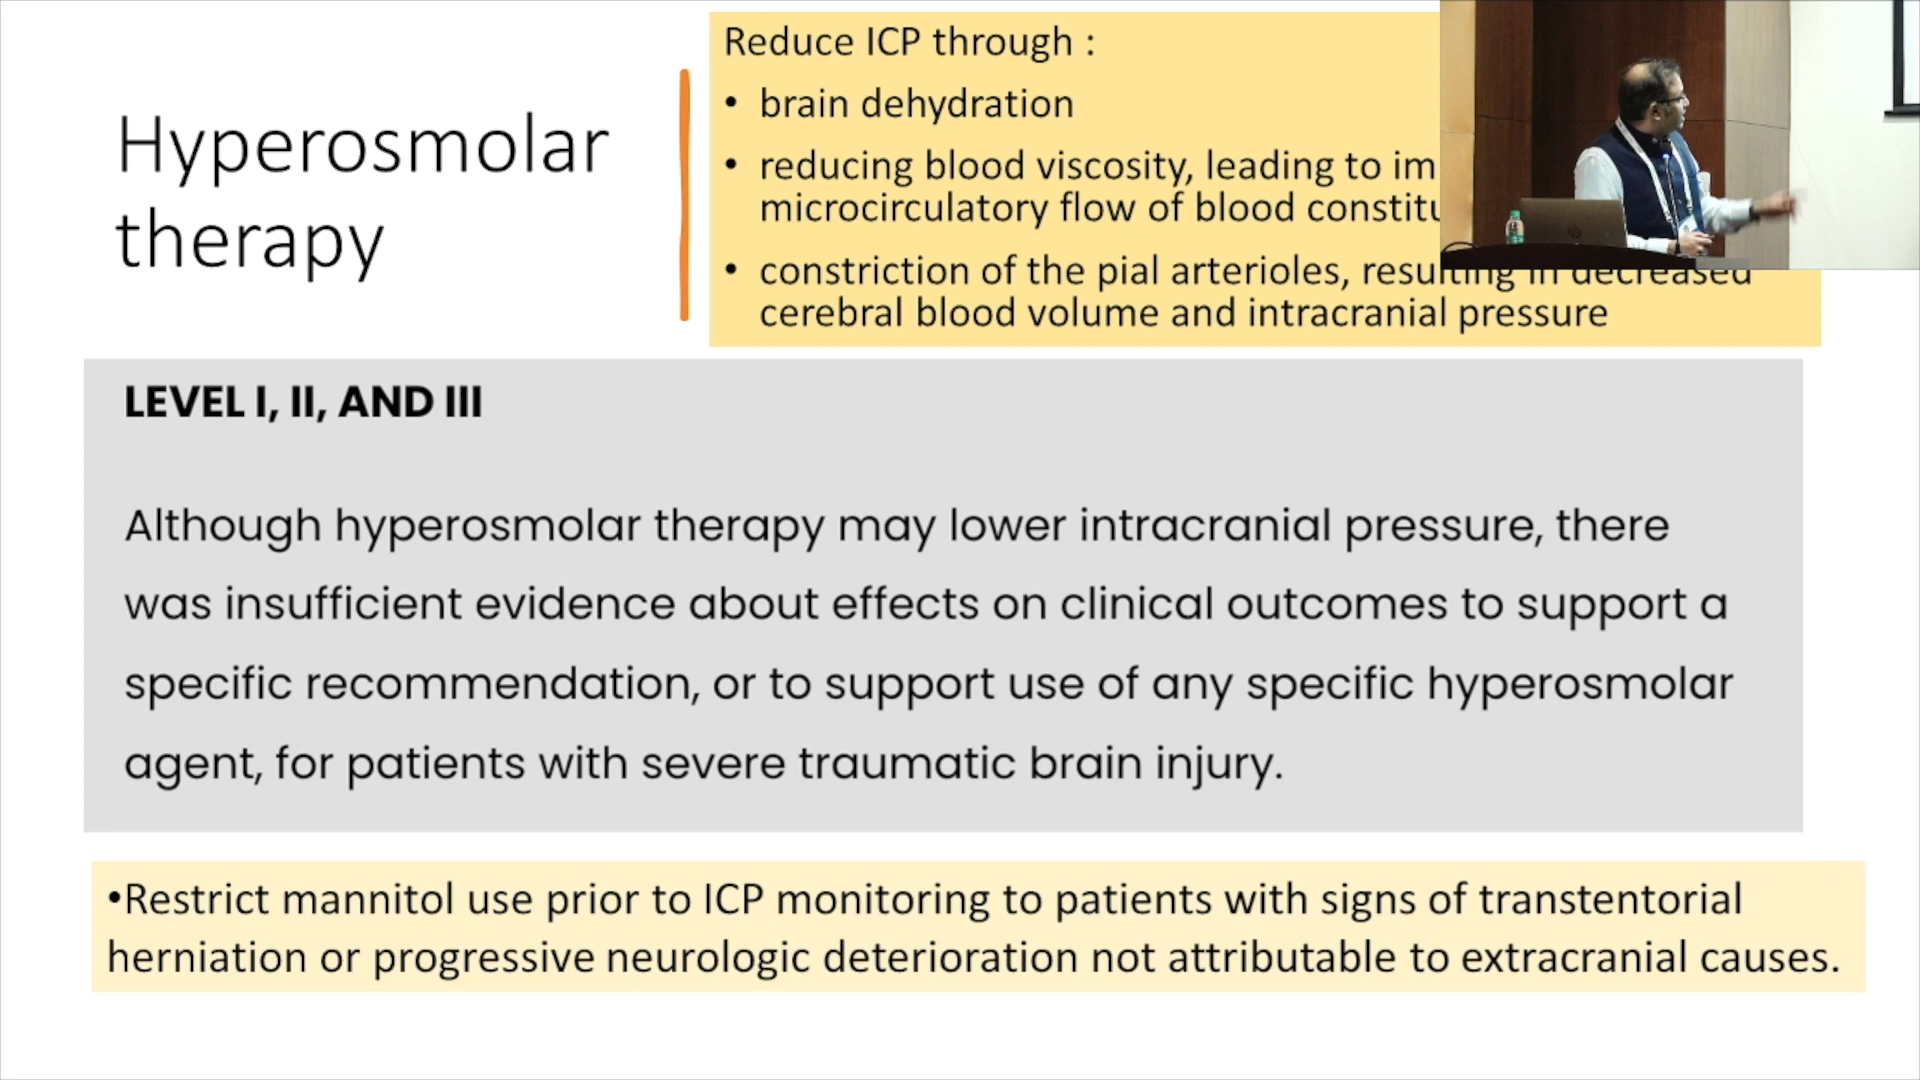 Hyperosmolar
therapy
Reduce ICP through :
• brain dehydration
• reducing blood viscosity, leading to
microcirculatory flow of blood
• constriction of the pial arterioles, resulting in decreased
cerebral blood volume and intracranial pressure
LEVEL I, II, AND III
Although hyperosmolar therapy may lower intracranial pressure, there
was insufficient evidence about effects on clinical outcomes to support a
specific recommendation, or to support use of any specific hyperosmolar
agent, for patients with severe traumatic brain injury.
•Restrict mannitol use prior to ICP monitoring to patients with signs of transtentorial
herniation or progressive neurologic deterioration not attributable to extracranial causes.